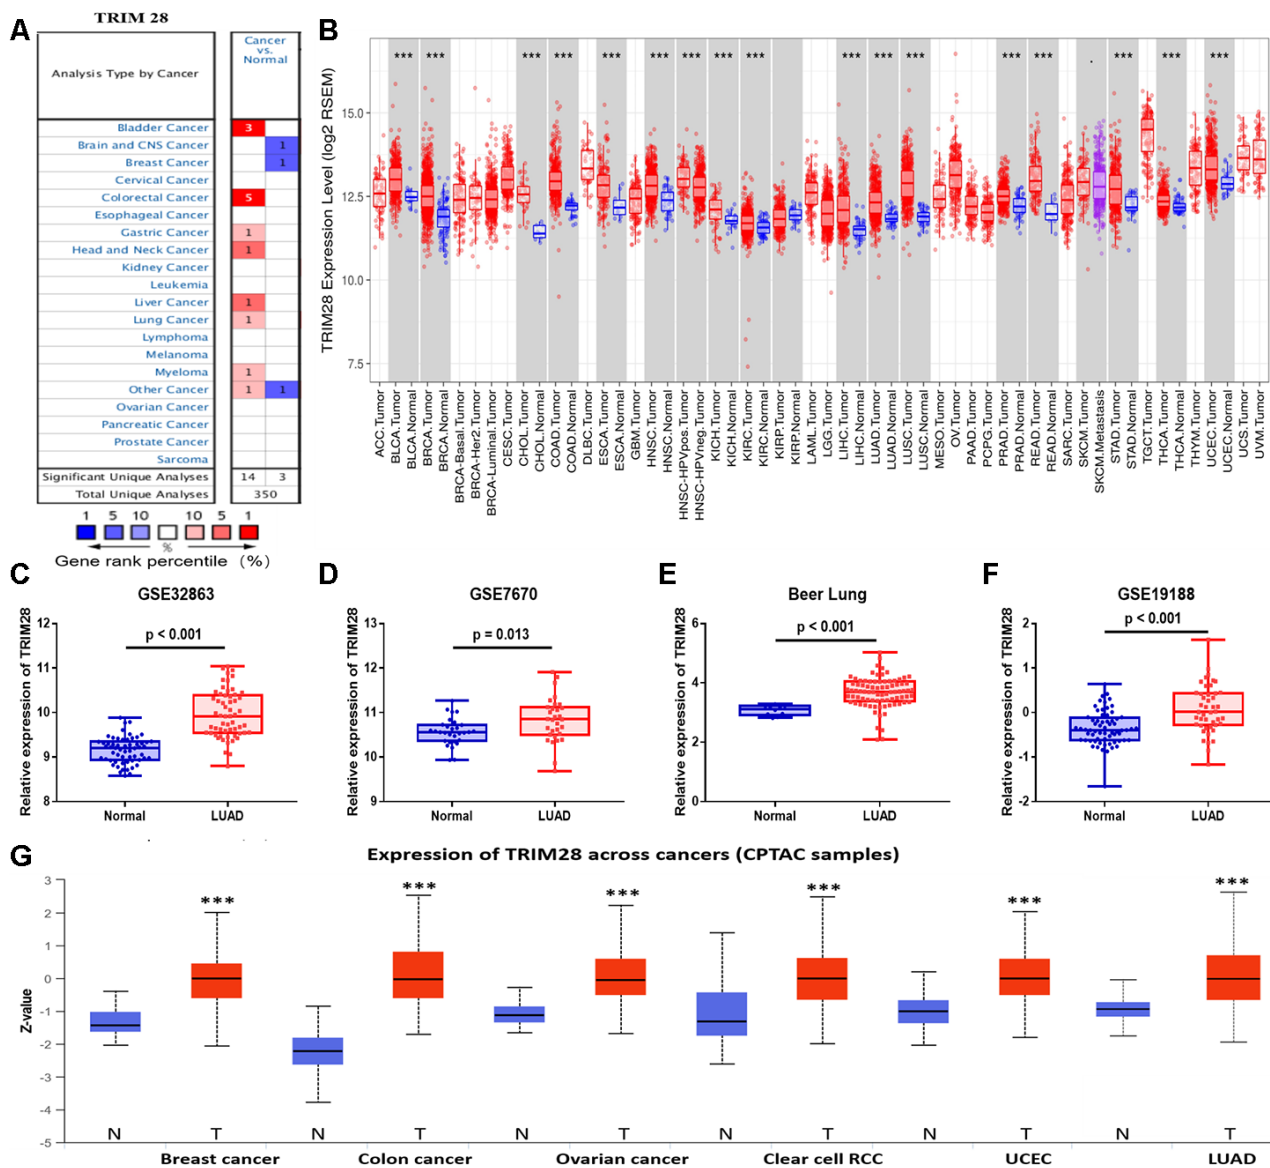 A
TRIM 28
Analysis Type by Cancer
Cancer
vs.
Normal
Bladder Cancer 3
Brain and CNS Cancer 1
Breast Cancer 1
Cervical Cancer
Colorectal Cancer 5
Esophageal Cancer
Gastric Cancer 1
Head and Neck Cancer 1
Kidney Cancer
Leukemia
Liver Cancer 1
Lung Cancer 1
Lymphoma
Melanoma
Myeloma 1
Other Cancer 1 1
Ovarian Cancer
Pancreatic Cancer
Prostate Cancer
Sarcoma
Significant Unique Analyses 14 3
Total Unique Analyses 350
1 5 10 10 5 1
%
Gene rank percentile (%)
B
TRIM28 Expression Level (log2 RSEM)
15.0
12.5
10.0
7.5
*** *** *** *** *** *** *** *** *** *** *** *** *** *** *** *** ***
ACC.Tumor
BLCA.Tumor
BLCA.Normal
BRCA.Tumor
BRCA.Normal
BRCA-Basal.Tumor
BRCA-Her2.Tumor
BRCA-Luminal.Tumor
CESC.Tumor
CHOL.Tumor
CHOL.Normal
COAD.Tumor
COAD.Normal
DLBC.Tumor
ESCA.Tumor
ESCA.Normal
GBM.Tumor
HNSC.Tumor
HNSC.Normal
HNSC-HPVpos.Tumor
HNSC-HPVneg.Tumor
KICH.Tumor
KICH.Normal
KIRC.Tumor
KIRC.Normal
KIRP.Tumor
KIRP.Normal
LAML.Tumor
LGG.Tumor
LIHC.Tumor
LIHC.Normal
LUAD.Tumor
LUAD.Normal
LUSC.Tumor
LUSC.Normal
MESO.Tumor
OV.Tumor
PAAD.Tumor
PCPG.Tumor
PRAD.Tumor
PRAD.Normal
READ.Tumor
READ.Normal
SARC.Tumor
SKCM.Tumor
SKCM.Metastasis
STAD.Tumor
STAD.Normal
TGCT.Tumor
THCA.Tumor
THCA.Normal
THYM.Tumor
UCEC.Tumor
UCEC.Normal
UCS.Tumor
UVM.Tumor
C
GSE32863
p < 0.001
Relative expression of TRIM28
12
11
10
9
8
Normal LUAD
D
GSE7670
p = 0.013
Relative expression of TRIM28
13
12
11
10
9
Normal LUAD
E
Beer Lung
p < 0.001
Relative expression of TRIM28
6
4
2
0
Normal LUAD
F
GSE19188
p < 0.001
Relative expression of TRIM28
2
1
0
-1
-2
Normal LUAD
G
Expression of TRIM28 across cancers (CPTAC samples)
Z-value
3
2
1
0
-1
-2
-3
-4
-5
*** *** *** *** *** ***
N T N T N T N T N T N T
Breast cancer Colon cancer Ovarian cancer Clear cell RCC UCEC LUAD